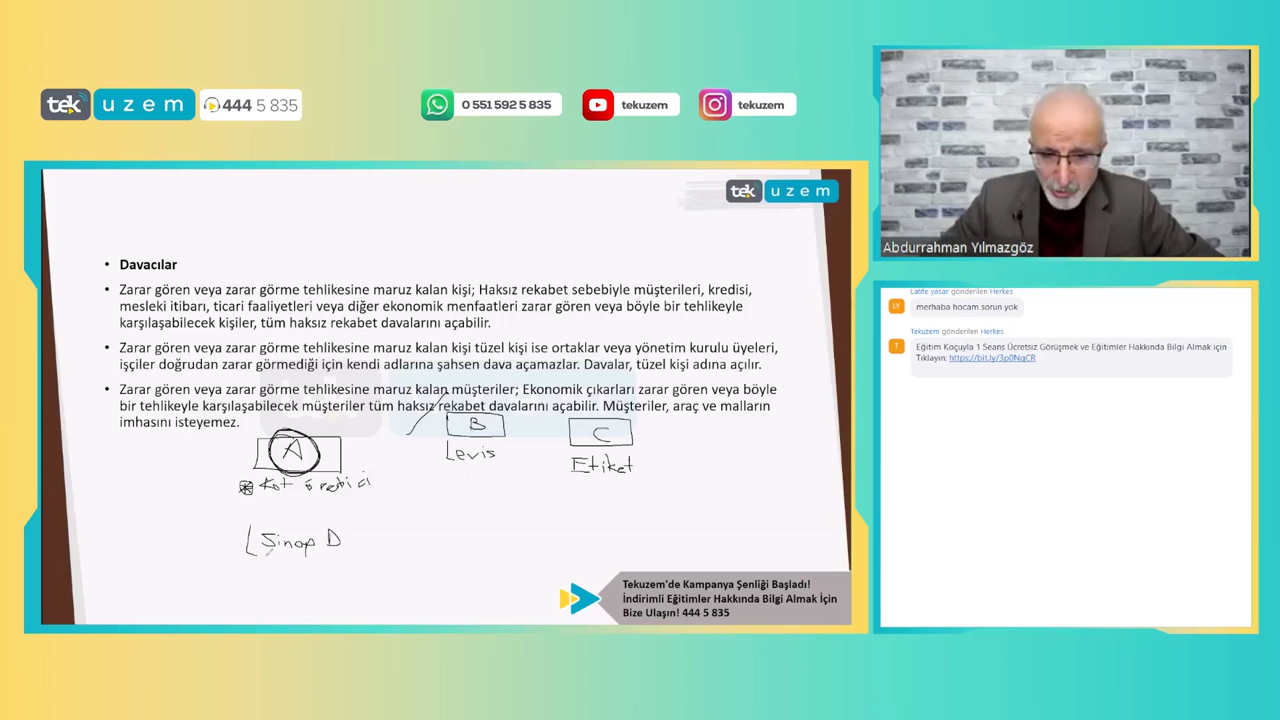 tek uzem 444 5 835
0 551 592 5 835
tekuzem
tekuzem
tek uzem
• Davacılar
• Zarar gören veya zarar görme tehlikesine maruz kalan kişi; Haksız rekabet sebebiyle müşterileri, kredisi,
mesleki itibarı, ticari faaliyetleri veya diğer ekonomik menfaatleri zarar gören veya böyle bir tehlikeyle
karşılaşabilecek kişiler, tüm haksız rekabet davalarını açabilir.
• Zarar gören veya zarar görme tehlikesine maruz kalan kişi tüzel kişi ise ortaklar veya yönetim kurulu üyeleri,
işçiler doğrudan zarar görmediği için kendi adlarına şahsen dava açamazlar. Davalar, tüzel kişi adına açılır.
• Zarar gören veya zarar görme tehlikesine maruz kalan müşteriler; Ekonomik çıkarları zarar gören veya böyle
bir tehlikeyle karşılaşabilecek müşteriler tüm haksız rekabet davalarını açabilir. Müşteriler, araç ve malların
imhasını isteyemez.
A B C
Levis Etiket
Kot üretici
Sinop D
Tekuzem'de Kampanya Şenliği Başladı!
İndirimli Eğitimler Hakkında Bilgi Almak İçin
Bize Ulaşın! 444 5 835
Abdurrahman Yılmazgöz
Latife yasar gönderilen Herkes
LY merhaba hocam sorun yok
Tekuzem gönderilen Herkes
T Eğitim Koçuyla 1 Seans Ücretsiz Görüşmek ve Eğitimler Hakkında Bilgi Almak için
Tıklayın: https://bit.ly/3p0NqCR